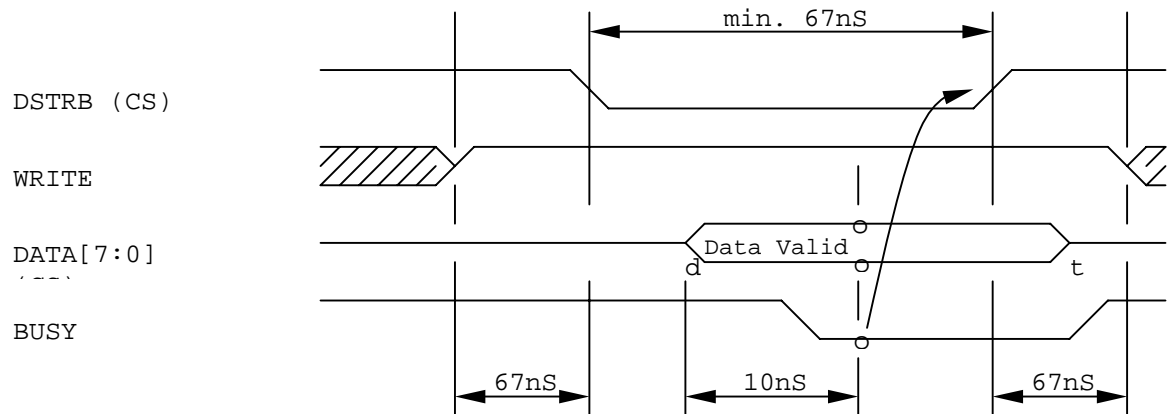 min. 67nS
DSTRB (CS)
WRITE
DATA[7:0]
Data Valid
d
t
BUSY
67nS
10nS
67nS